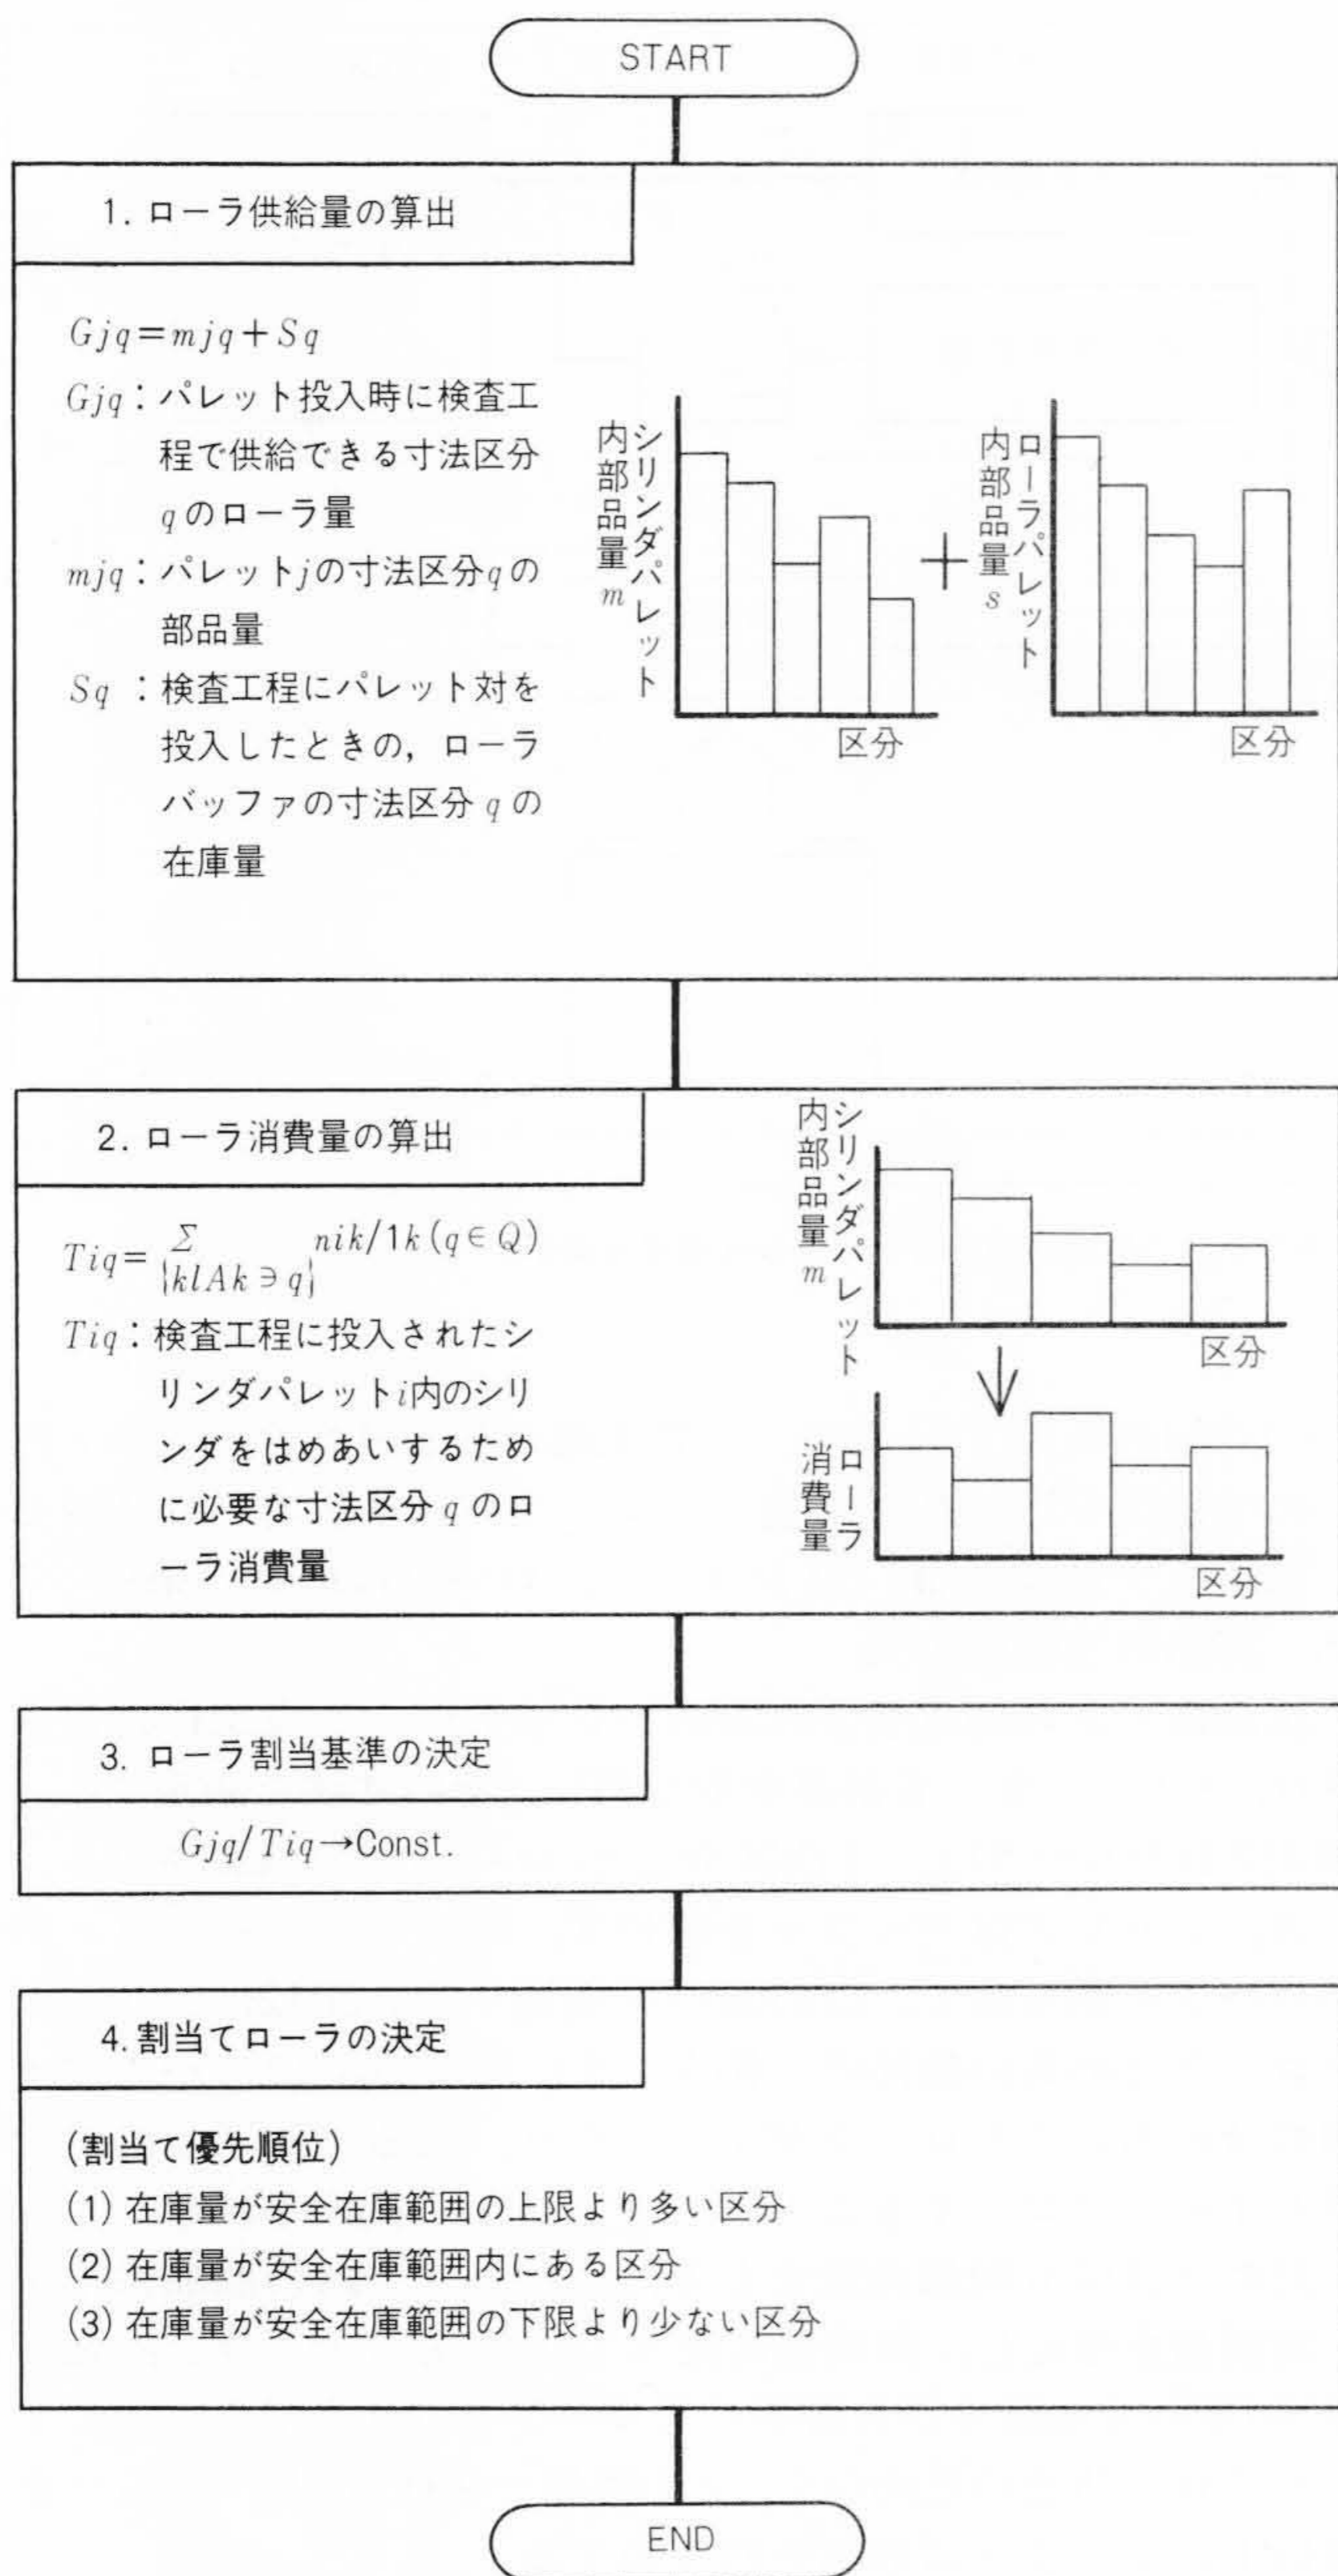 START
1. ローラ供給量の算出
Gjq=mjq+Sq
Gjq：パレット投入時に検査工
程で供給できる寸法区分
qのローラ量
mjq：パレットjの寸法区分qの
部品量
Sq：検査工程にパレット対を
投入したときの，ローラ
バッファの寸法区分qの
在庫量
シリンダパレット
内部品量m
区分
+
ローラパレット
内部品量s
区分
2. ローラ消費量の算出
Tiq= Σ nik/1k(q∈Q)
{klAk∋q}
Tiq：検査工程に投入されたシ
リンダパレットi内のシリ
ンダをはめあいするため
に必要な寸法区分qのロ
ーラ消費量
シリンダパレット
内部品量m
区分
ローラ
消費量
区分
3. ローラ割当基準の決定
Gjq/Tiq→Const.
4.割当てローラの決定
(割当て優先順位)
(1)在庫量が安全在庫範囲の上限より多い区分
(2)在庫量が安全在庫範囲内にある区分
(3)在庫量が安全在庫範囲の下限より少ない区分
END